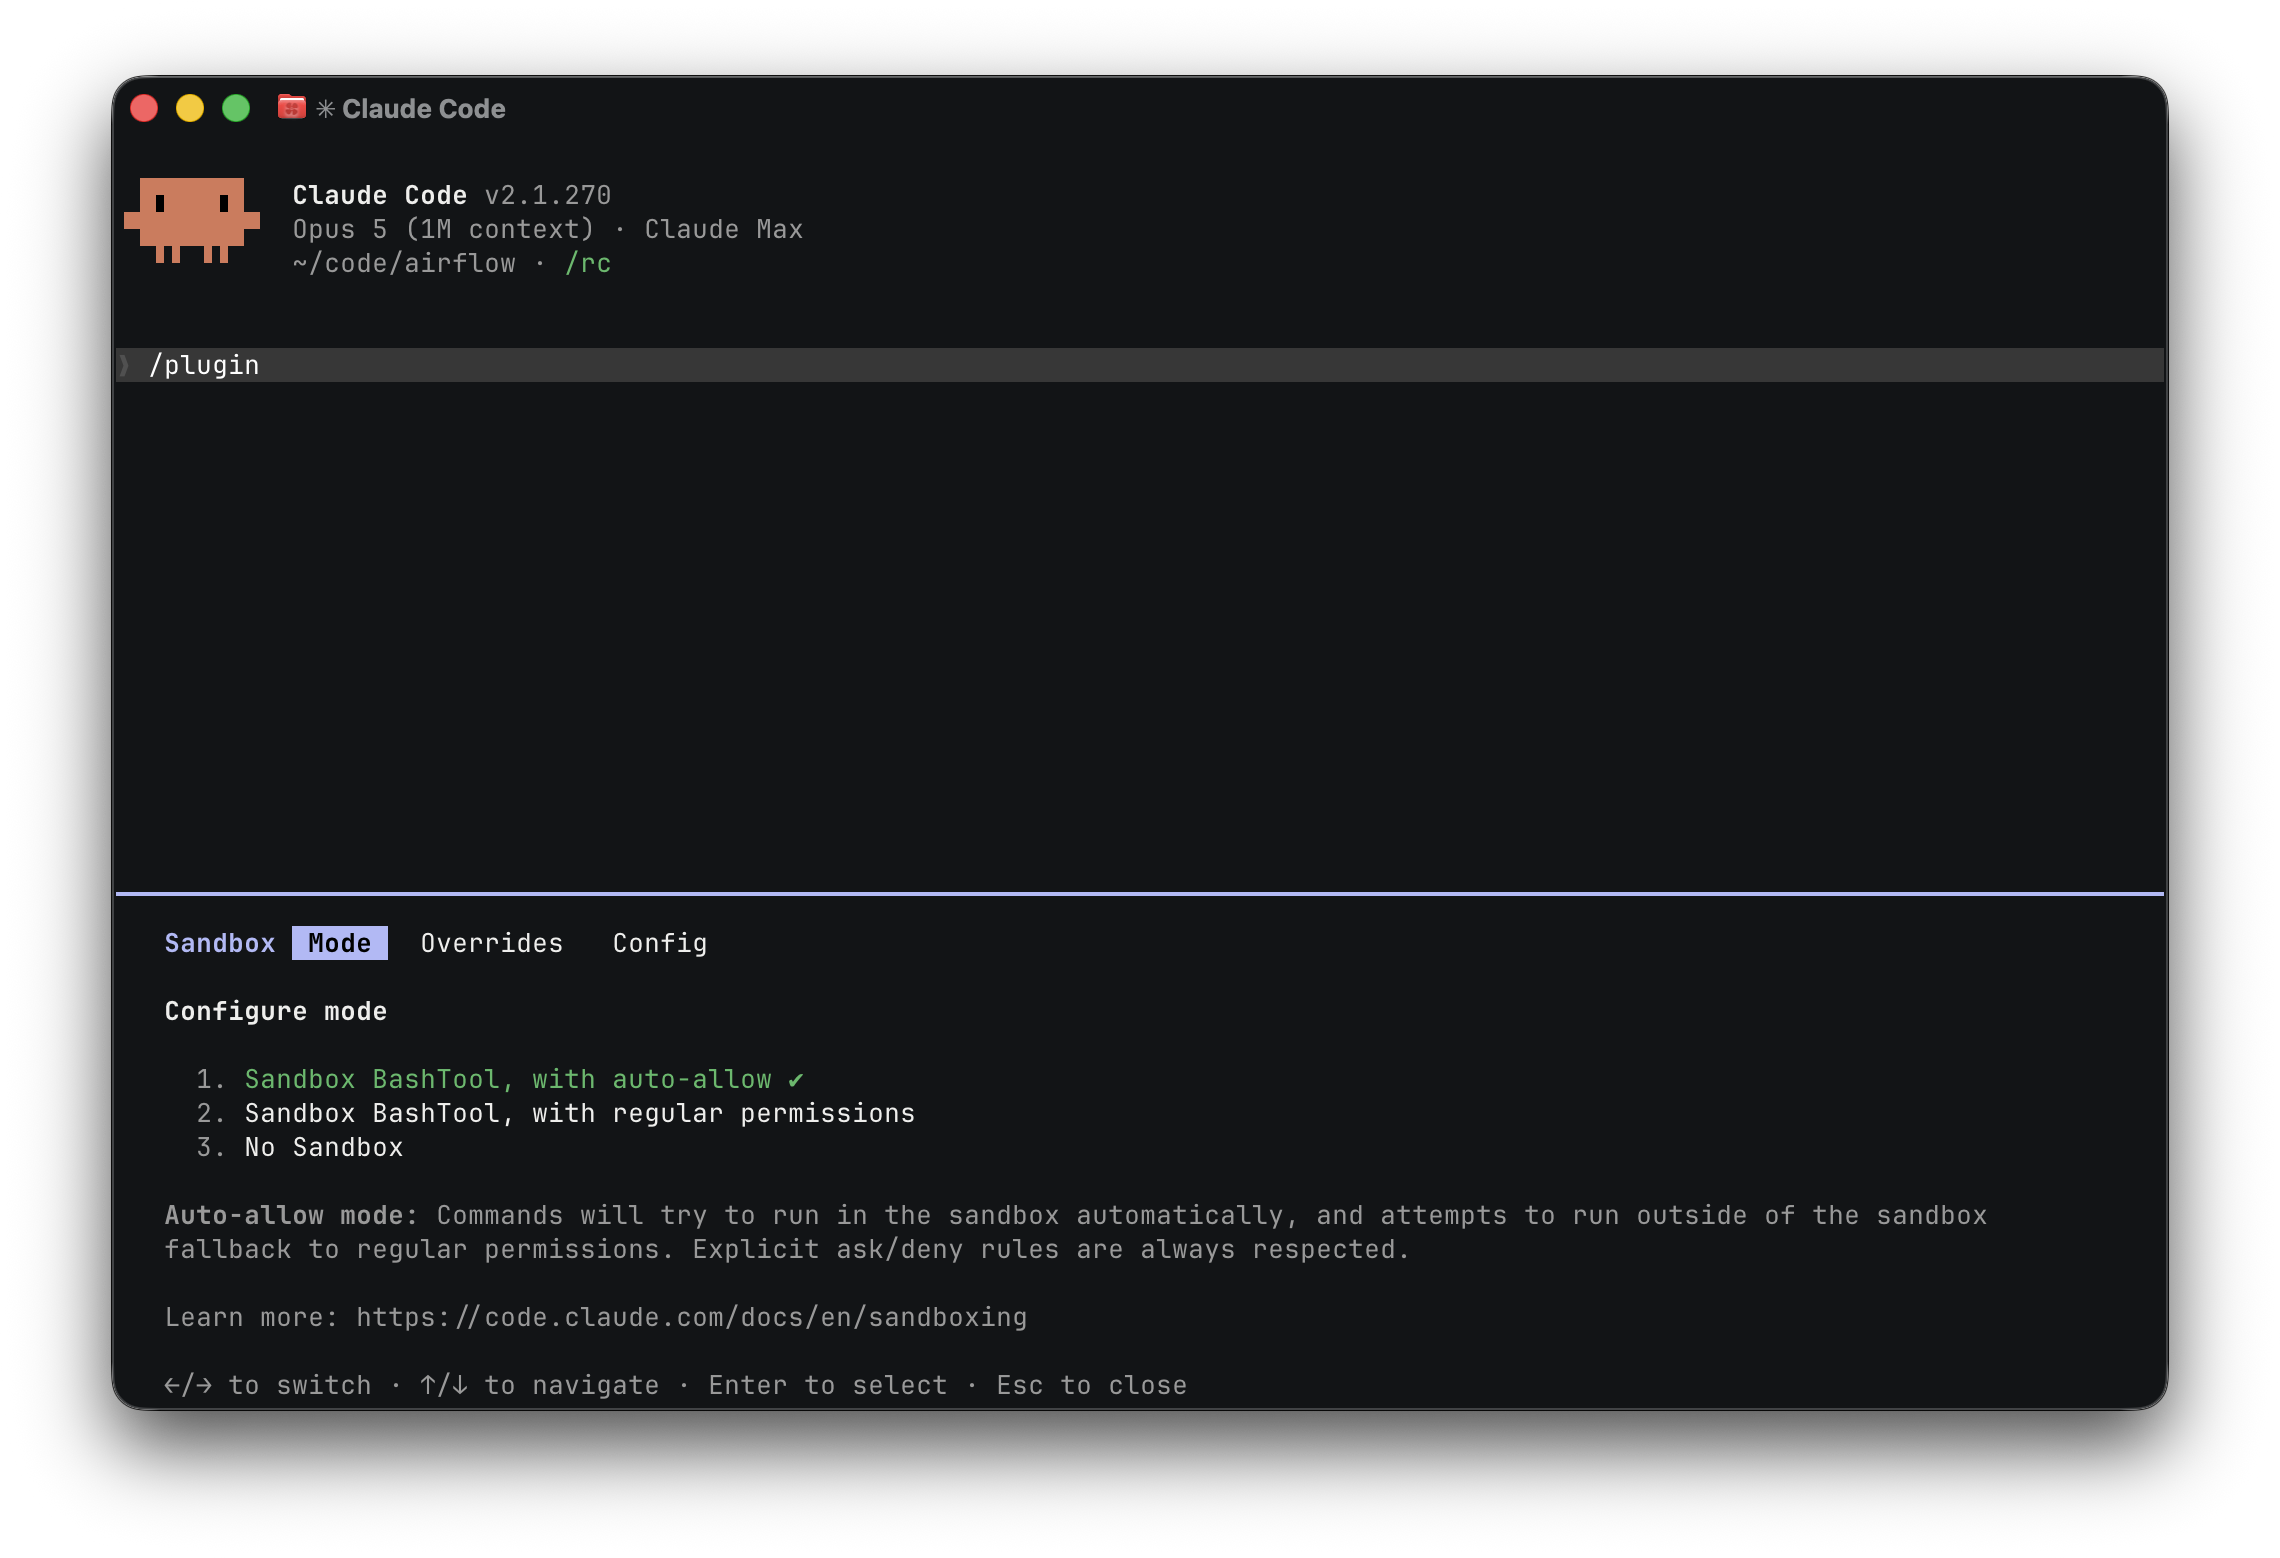 ✳ Claude Code
Claude Code v2.1.270
Opus 5 (1M context) · Claude Max
~/code/airflow · /rc
❯ /plugin
Sandbox Mode Overrides Config
Configure mode
1. Sandbox BashTool, with auto-allow ✔
2. Sandbox BashTool, with regular permissions
3. No Sandbox
Auto-allow mode: Commands will try to run in the sandbox automatically, and attempts to run outside of the sandbox
fallback to regular permissions. Explicit ask/deny rules are always respected.
Learn more: https://code.claude.com/docs/en/sandboxing
←/→ to switch · ↑/↓ to navigate · Enter to select · Esc to close